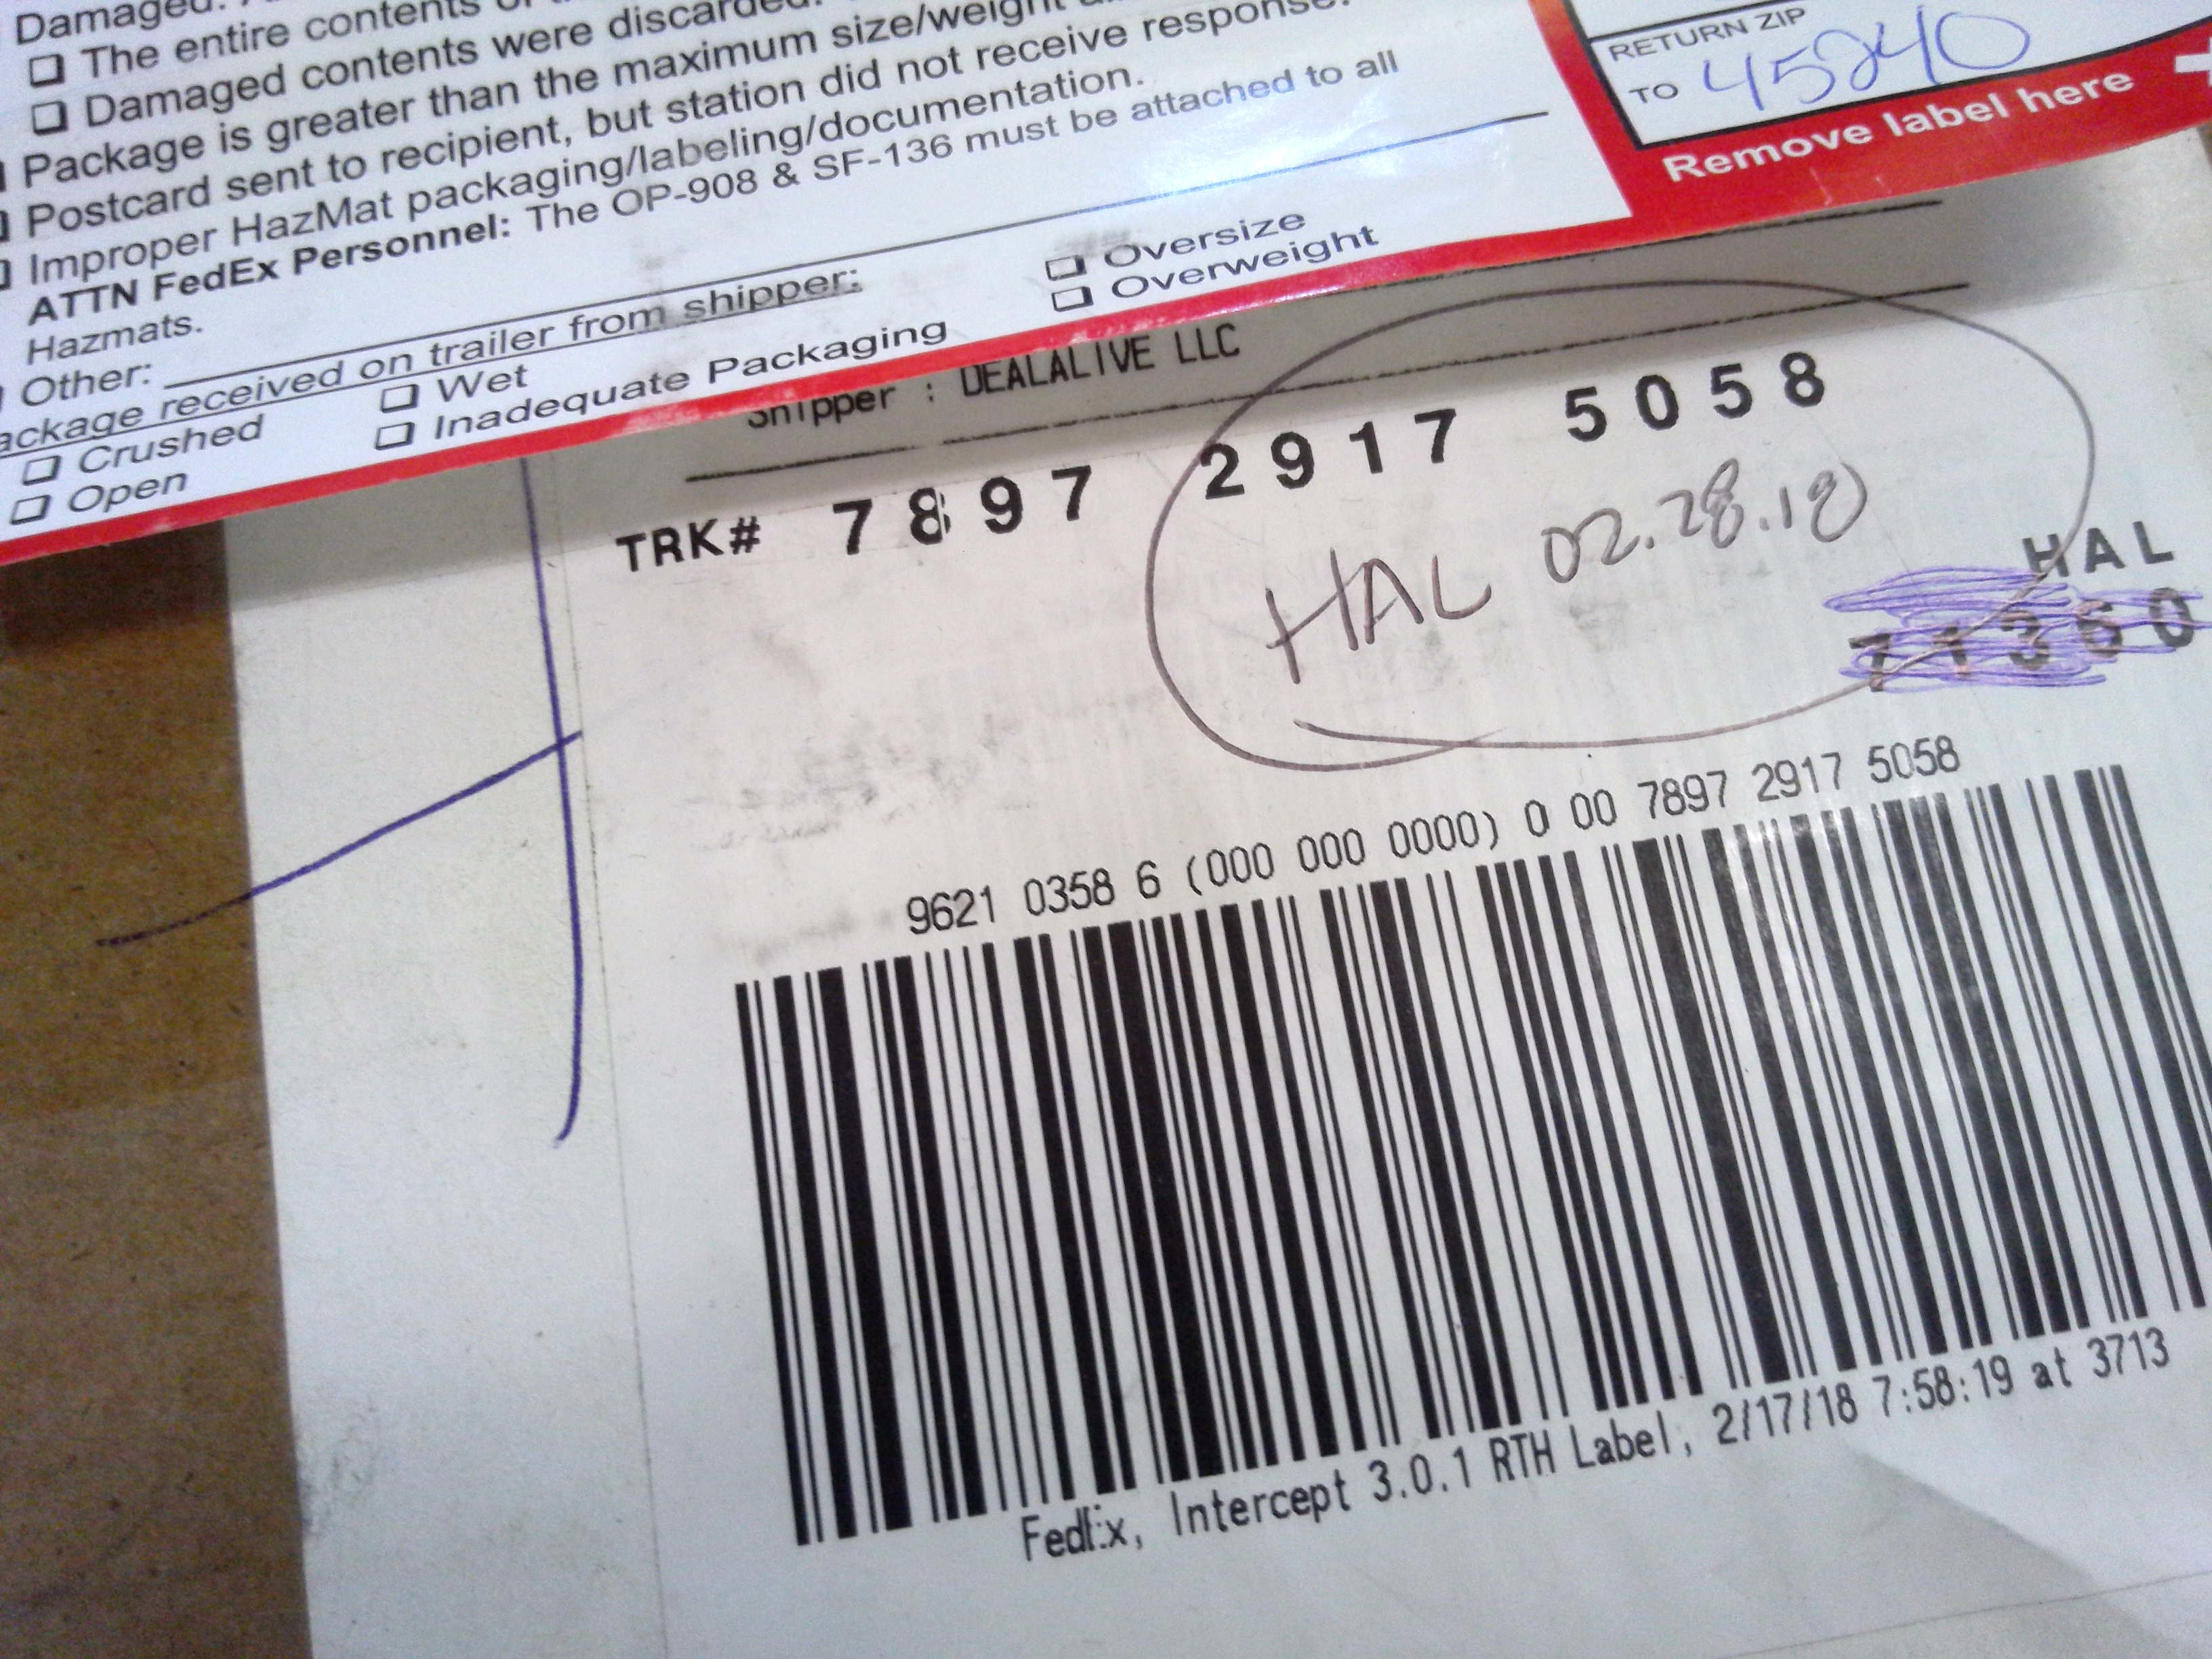 Damaged.
❑ The entire contents
❑ Damaged contents were discarded.
Package is greater than the maximum size/weight
Postcard sent to recipient, but station did not receive response.
Improper HazMat packaging/labeling/documentation.
ATTN FedEx Personnel: The OP-908 & SF-136 must be attached to all
Hazmats.
Other:
ackage received on trailer from shipper:
❑ Crushed ❑ Wet ❑ Oversize
❑ Open ❑ Inadequate Packaging ❑ Overweight
RETURN ZIP
TO 45240
Remove label here
Shipper : DEALALIVE LLC
TRK# 7897 2917 5058
HAL 02.28.18
HAL
71360
9621 0358 6 (000 000 0000) 0 00 7897 2917 5058
FedEx, Intercept 3.0.1 RTH Label, 2/17/18 7:58:19 at 3713